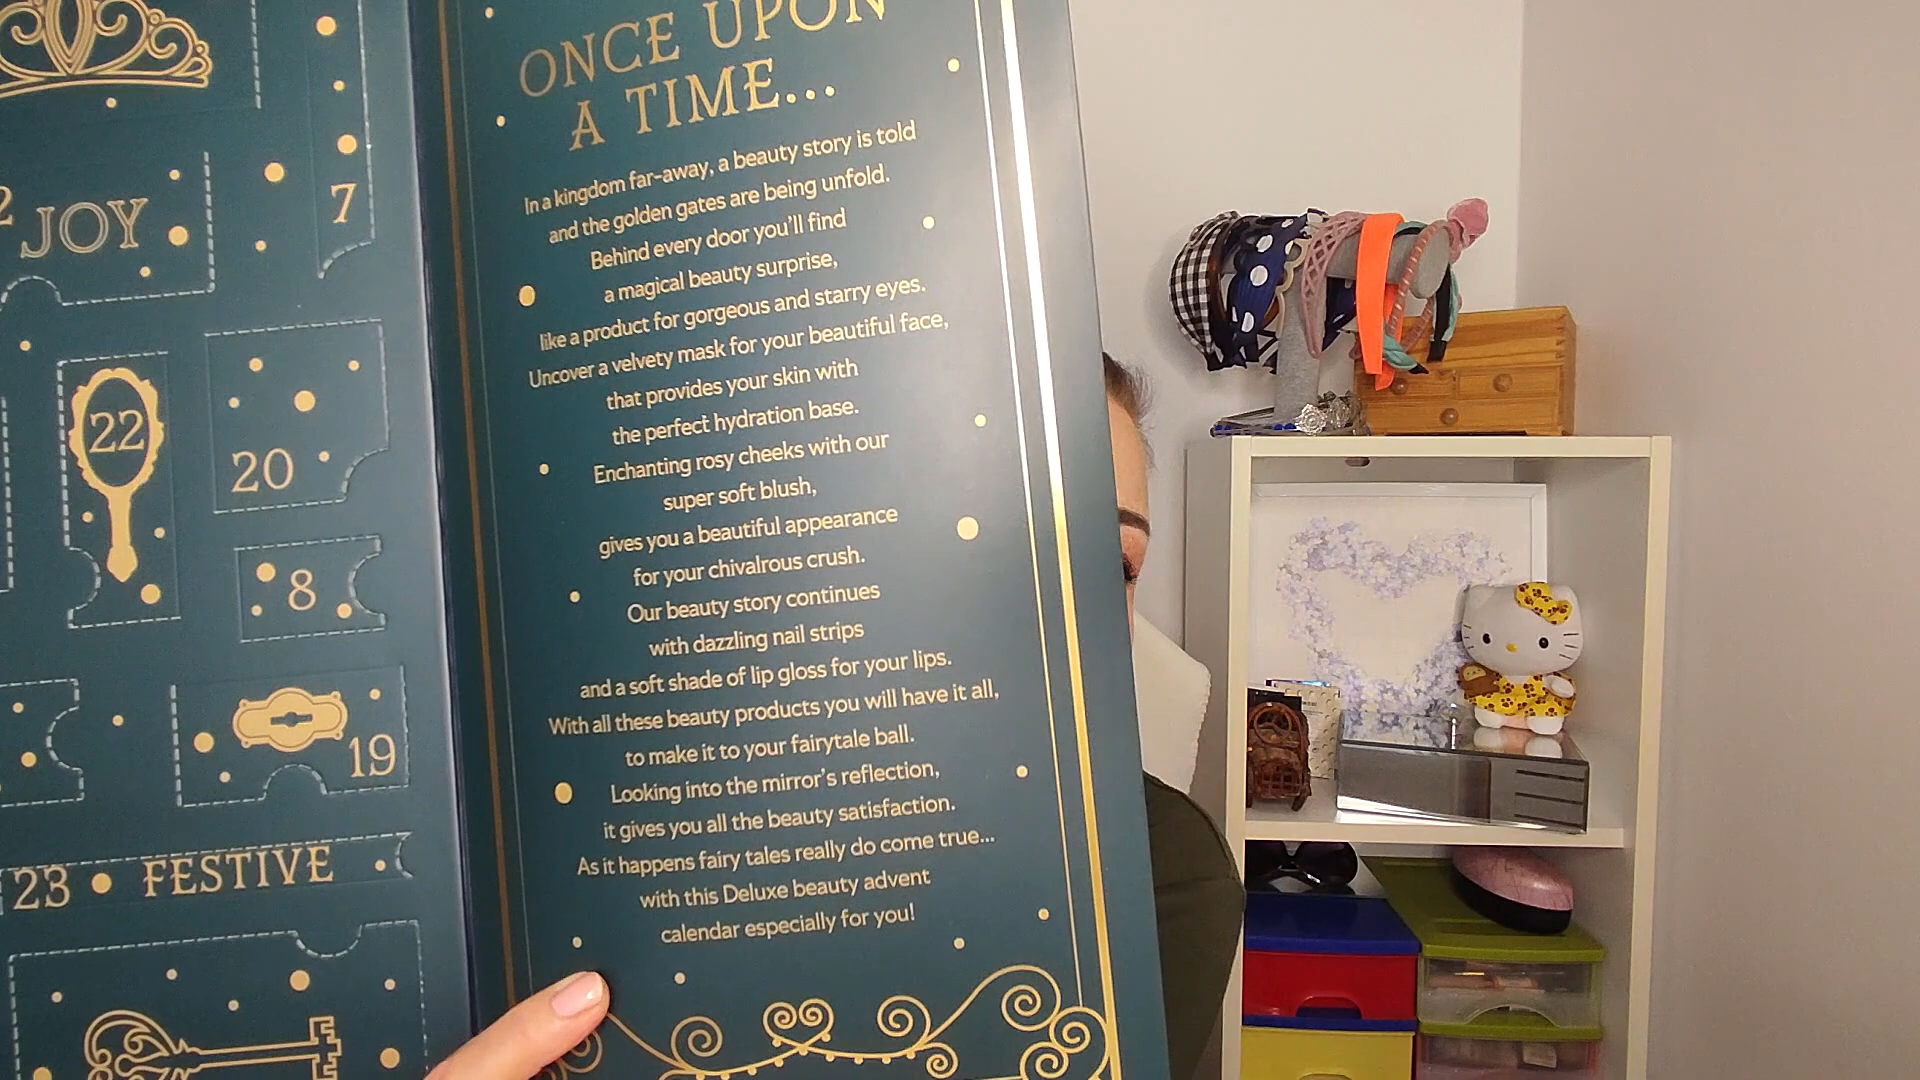 ONCE UPON
A TIME...
In a kingdom far-away, a beauty story is told
and the golden gates are being unfold.
Behind every door you'll find
a magical beauty surprise,
like a product for gorgeous and starry eyes.
Uncover a velvety mask for your beautiful face,
that provides your skin with
the perfect hydration base.
Enchanting rosy cheeks with our
super soft blush,
gives you a beautiful appearance
for your chivalrous crush.
Our beauty story continues
with dazzling nail strips
and a soft shade of lip gloss for your lips.
With all these beauty products you will have it all,
to make it to your fairytale ball.
Looking into the mirror's reflection,
it gives you all the beauty satisfaction.
As it happens fairy tales really do come true...
with this Deluxe beauty advent
calendar especially for you!
7
2 JOY
22
20
8
19
23 • FESTIVE